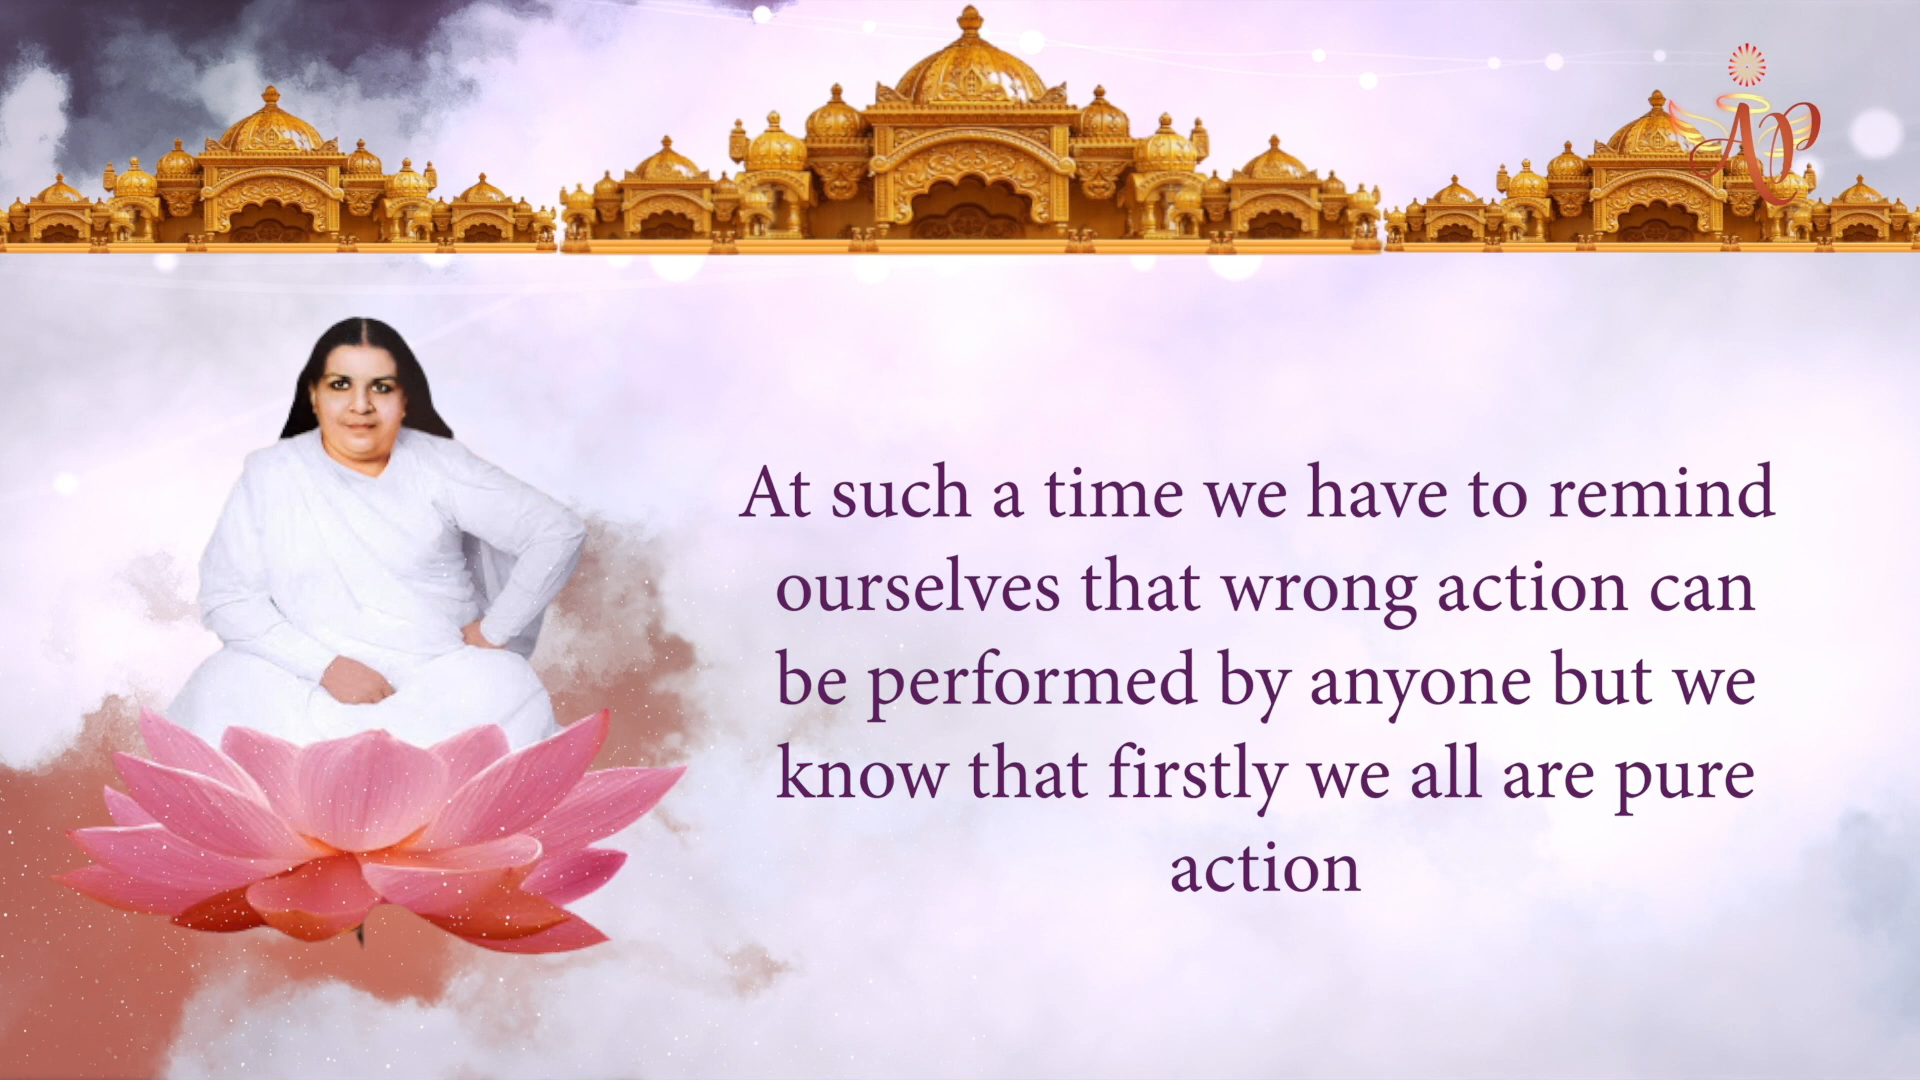 AP
At such a time we have to remind
ourselves that wrong action can
be performed by anyone but we
know that firstly we all are pure
action